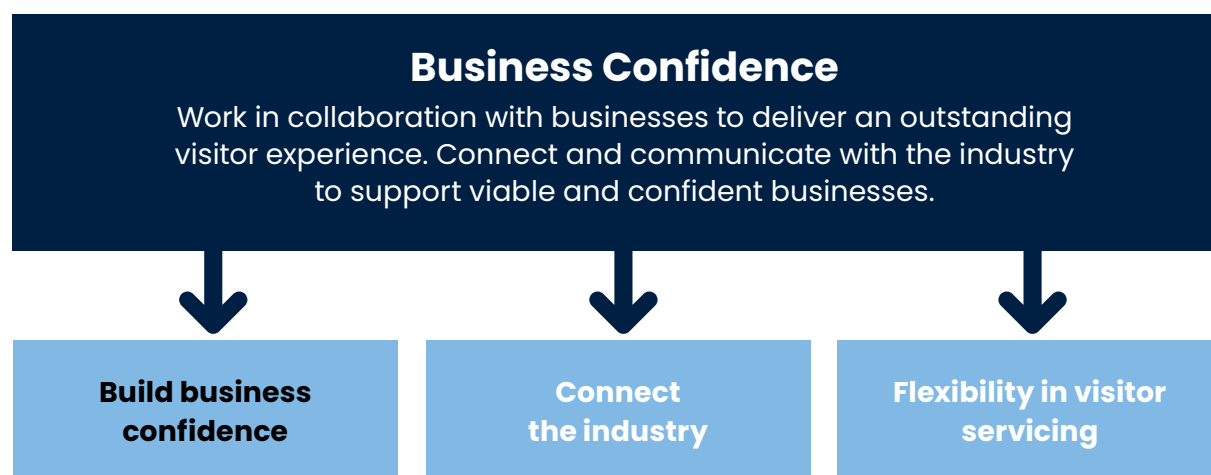 Business Confidence
Work in collaboration with businesses to deliver an outstanding
visitor experience. Connect and communicate with the industry
to support viable and confident businesses.
Build business
confidence
Connect
the industry
Flexibility in visitor
servicing